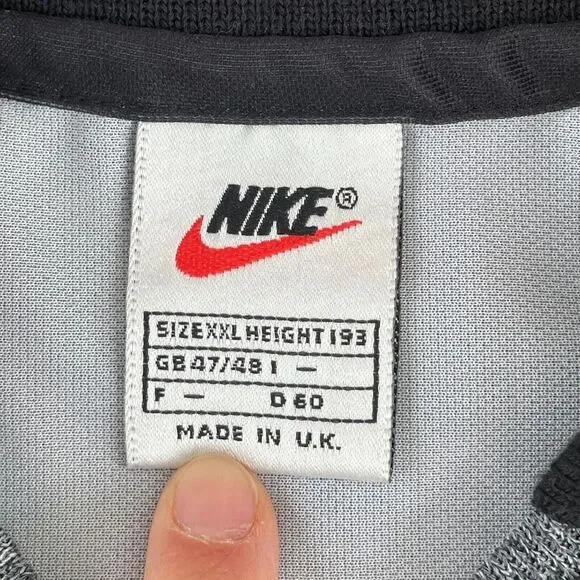 NIKE®
SIZE XXL HEIGHT 193
GB 47/48 I —
F — D 60
MADE IN U.K.